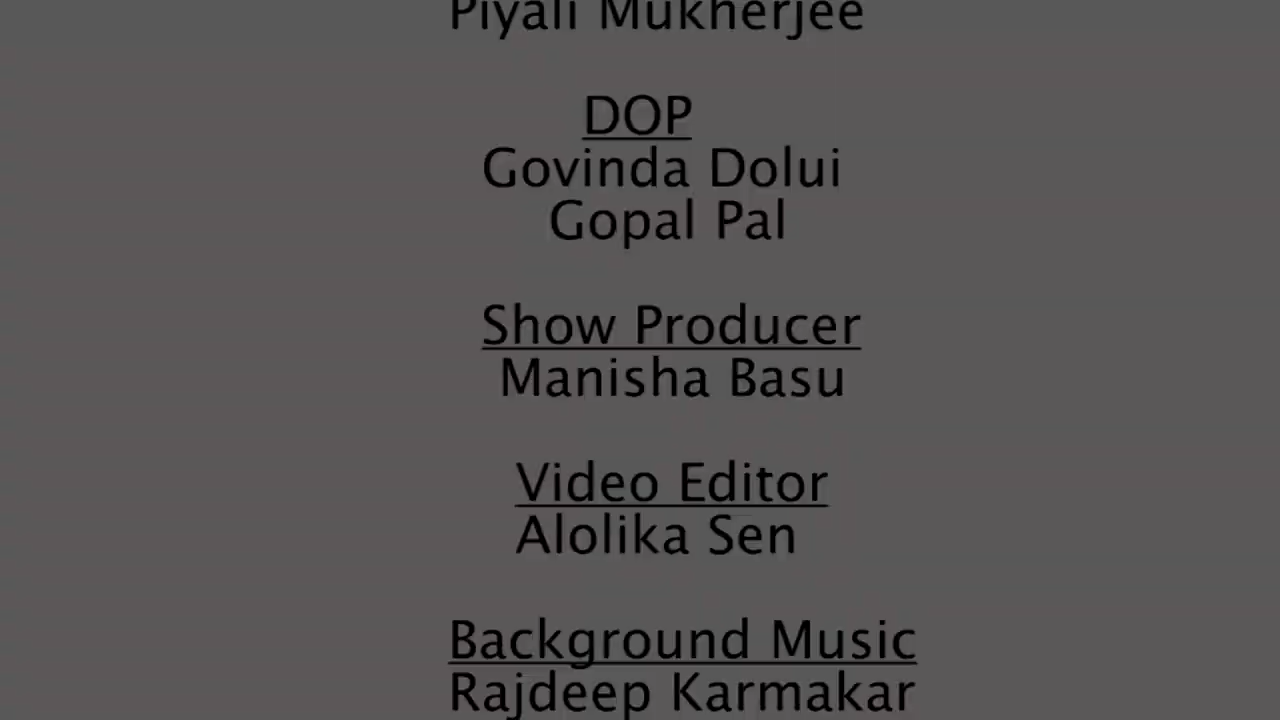 Piyali Mukherjee
DOP
Govinda Dolui
Gopal Pal
Show Producer
Manisha Basu
Video Editor
Alolika Sen
Background Music
Rajdeep Karmakar